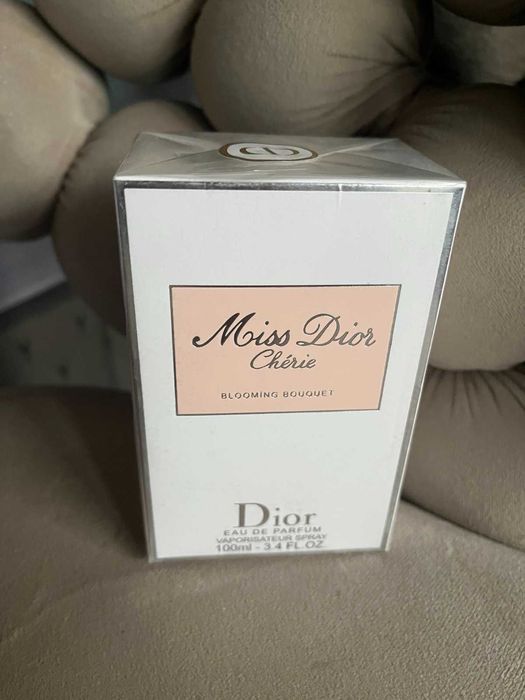 Miss Dior
Chérie
BLOOMING BOUQUET
Dior
EAU DE PARFUM
VAPORISATEUR SPRAY
100ml - 3.4 FL.OZ.